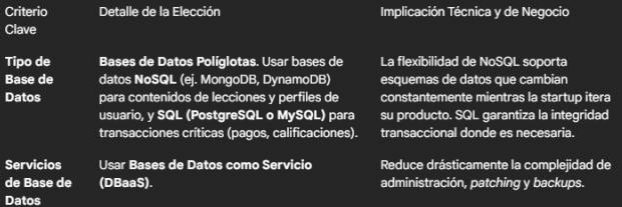 Criterio Clave
Detalle de la Elección
Implicación Técnica y de Negocio
Tipo de
Base de
Datos
Bases de Datos Políglotas. Usar bases de
datos NoSQL (ej. MongoDB, DynamoDB)
para contenidos de lecciones y perfiles de
usuario, y SQL (PostgreSQL o MySQL) para
transacciones críticas (pagos, calificaciones).
La flexibilidad de NoSQL soporta
esquemas de datos que cambian
constantemente mientras la startup itera
su producto. SQL garantiza la integridad
transaccional donde es necesaria.
Servicios
de Base de
Datos
Usar Bases de Datos como Servicio
(DBaaS).
Reduce drásticamente la complejidad de
administración, patching y backups.